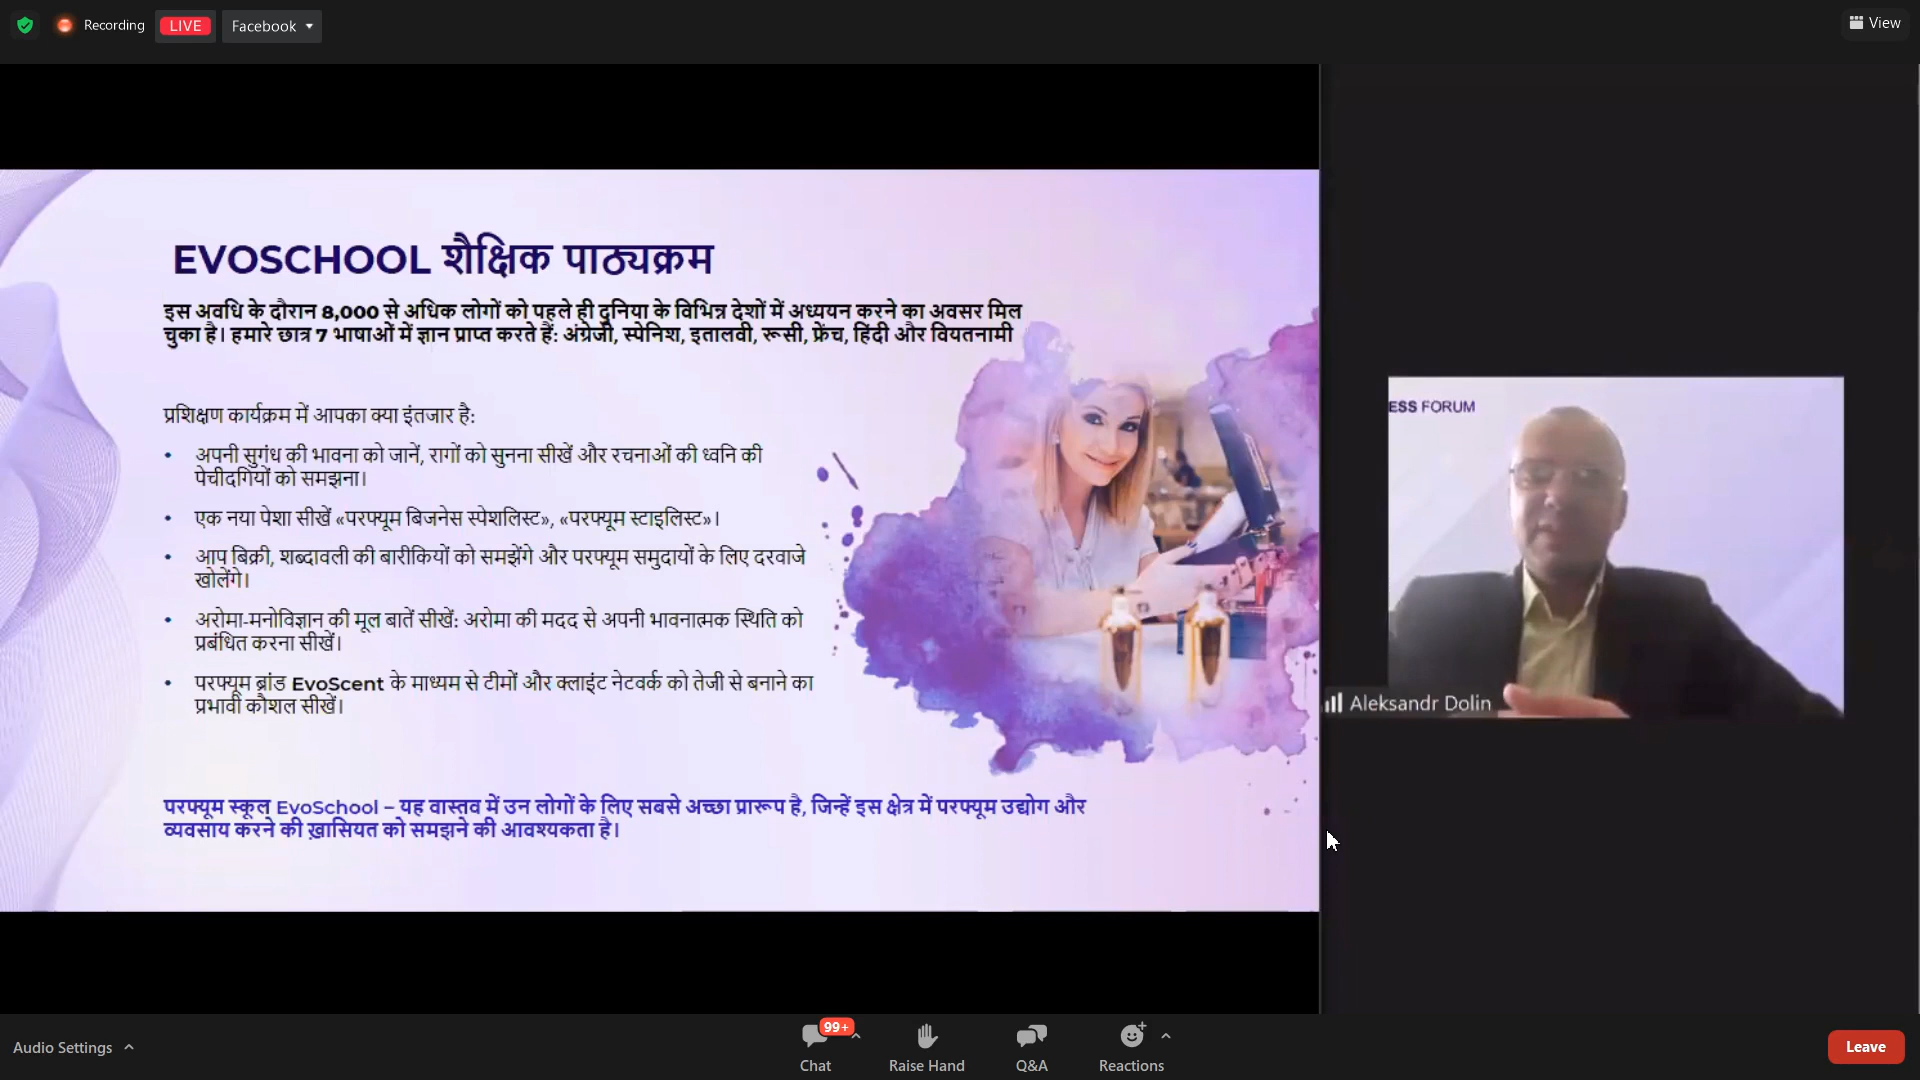 Recording
LIVE
Facebook
View
EVOSCHOOL शैक्षिक पाठ्यक्रम
इस अवधि के दौरान 8,000 से अधिक लोगों को पहले ही दुनिया के विभिन्न देशों में अध्ययन करने का अवसर मिल
चुका है। हमारे छात्र 7 भाषाओं में ज्ञान प्राप्त करते हैं: अंग्रेजी, स्पेनिश, इतालवी, रूसी, फ्रेंच, हिंदी और वियतनामी
प्रशिक्षण कार्यक्रम में आपका क्या इंतजार है:
• अपनी सुगंध की भावना को जानें, रागों को सुनना सीखें और रचनाओं की ध्वनि की
पेचीदगियों को समझना।
• एक नया पेशा सीखें «परफ्यूम बिजनेस स्पेशलिस्ट», «परफ्यूम स्टाइलिस्ट»।
• आप बिक्री, शब्दावली की बारीकियों को समझेंगे और परफ्यूम समुदायों के लिए दरवाजे
खोलेंगे।
• अरोमा-मनोविज्ञान की मूल बातें सीखें: अरोमा की मदद से अपनी भावनात्मक स्थिति को
प्रबंधित करना सीखें।
• परफ्यूम ब्रांड EvoScent के माध्यम से टीमों और क्लाइंट नेटवर्क को तेजी से बनाने का
प्रभावी कौशल सीखें।
परफ्यूम स्कूल EvoSchool – यह वास्तव में उन लोगों के लिए सबसे अच्छा प्रारूप है, जिन्हें इस क्षेत्र में परफ्यूम उद्योग और
व्यवसाय करने की ख़ासियत को समझने की आवश्यकता है।
ESS FORUM
Aleksandr Dolin
Audio Settings
99+
Chat
Raise Hand
Q&A
Reactions
Leave